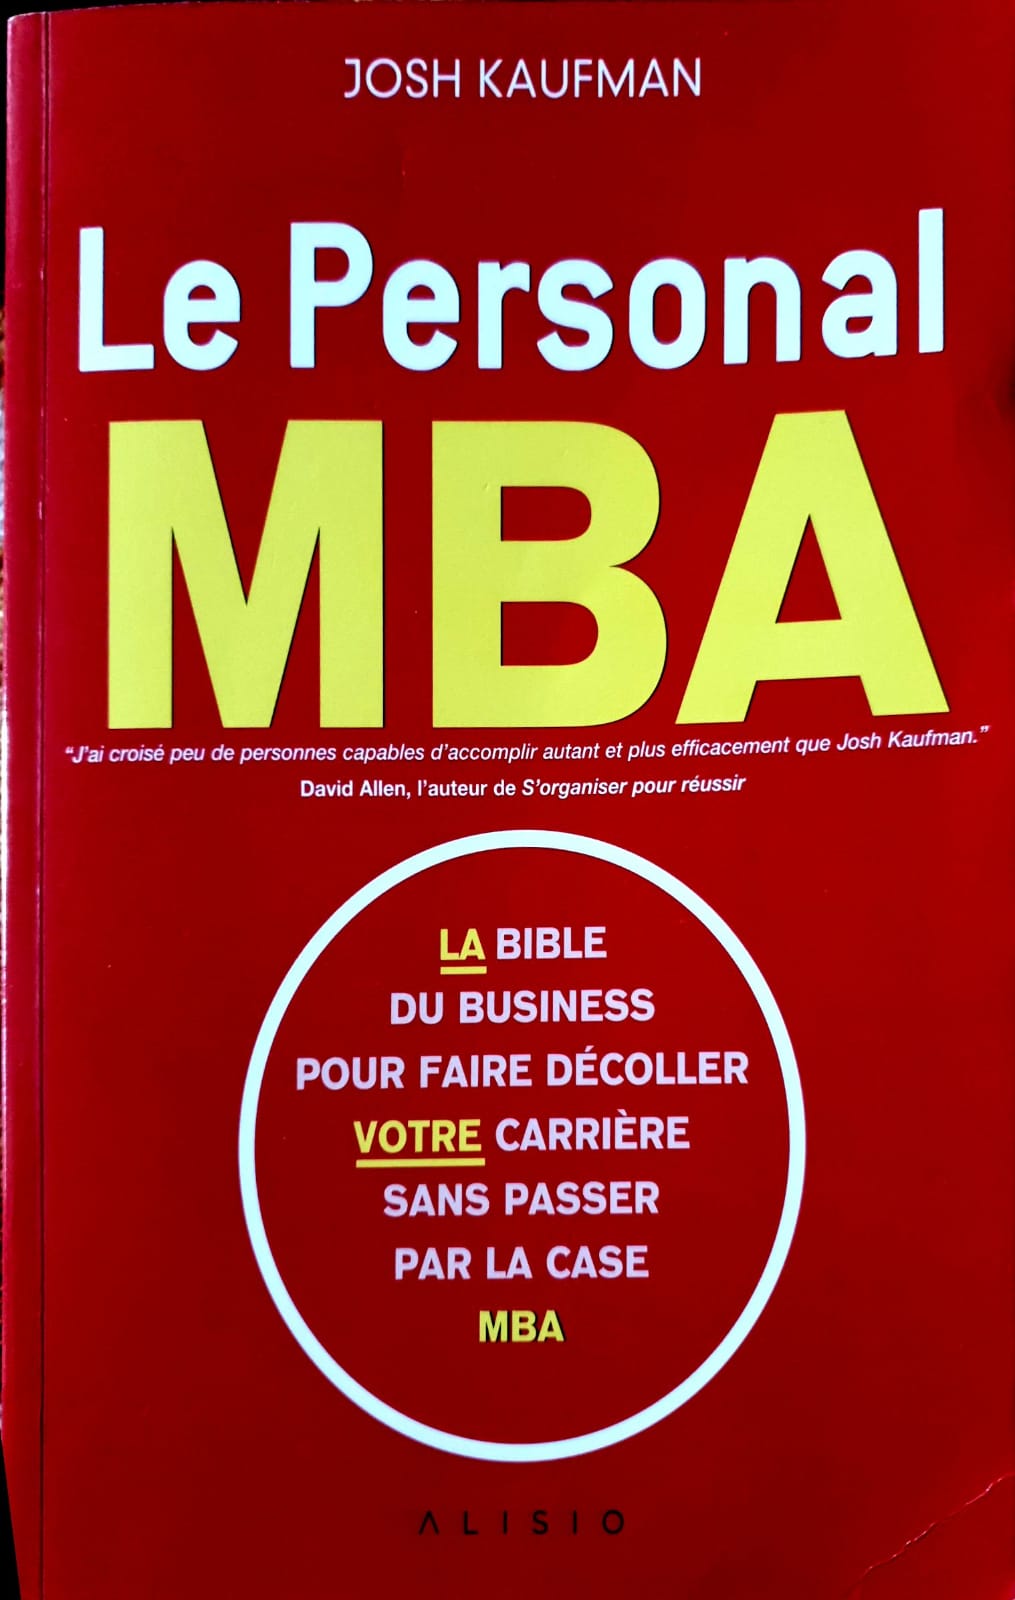 JOSH KAUFMAN
Le Personal
MBA
“J’ai croisé peu de personnes capables d’accomplir autant et plus efficacement que Josh Kaufman.”
David Allen, l’auteur de S’organiser pour réussir
LA BIBLE
DU BUSINESS
POUR FAIRE DÉCOLLER
VOTRE CARRIÈRE
SANS PASSER
PAR LA CASE
MBA
ALISIO